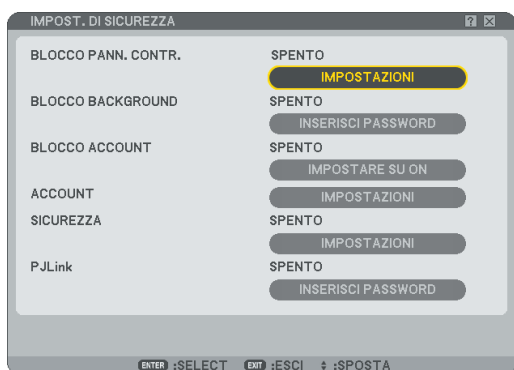 IMPOST. DI SICUREZZA
BLOCCO PANN. CONTR. SPENTO
IMPOSTAZIONI
BLOCCO BACKGROUND SPENTO
INSERISCI PASSWORD
BLOCCO ACCOUNT SPENTO
IMPOSTARE SU ON
ACCOUNT IMPOSTAZIONI
SICUREZZA SPENTO
IMPOSTAZIONI
PJLink SPENTO
INSERISCI PASSWORD
ENTER :SELECT EXIT :ESCI :SPOSTA